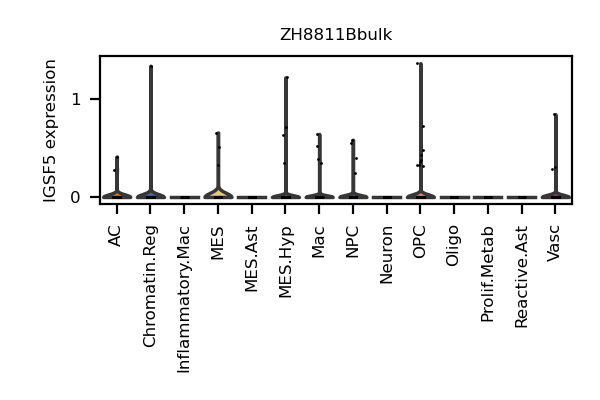 ZH8811Bbulk
IGSF5 expression
1
0
AC
Chromatin.Reg
Inflammatory.Mac
MES
MES.Ast
MES.Hyp
Mac
NPC
Neuron
OPC
Oligo
Prolif.Metab
Reactive.Ast
Vasc